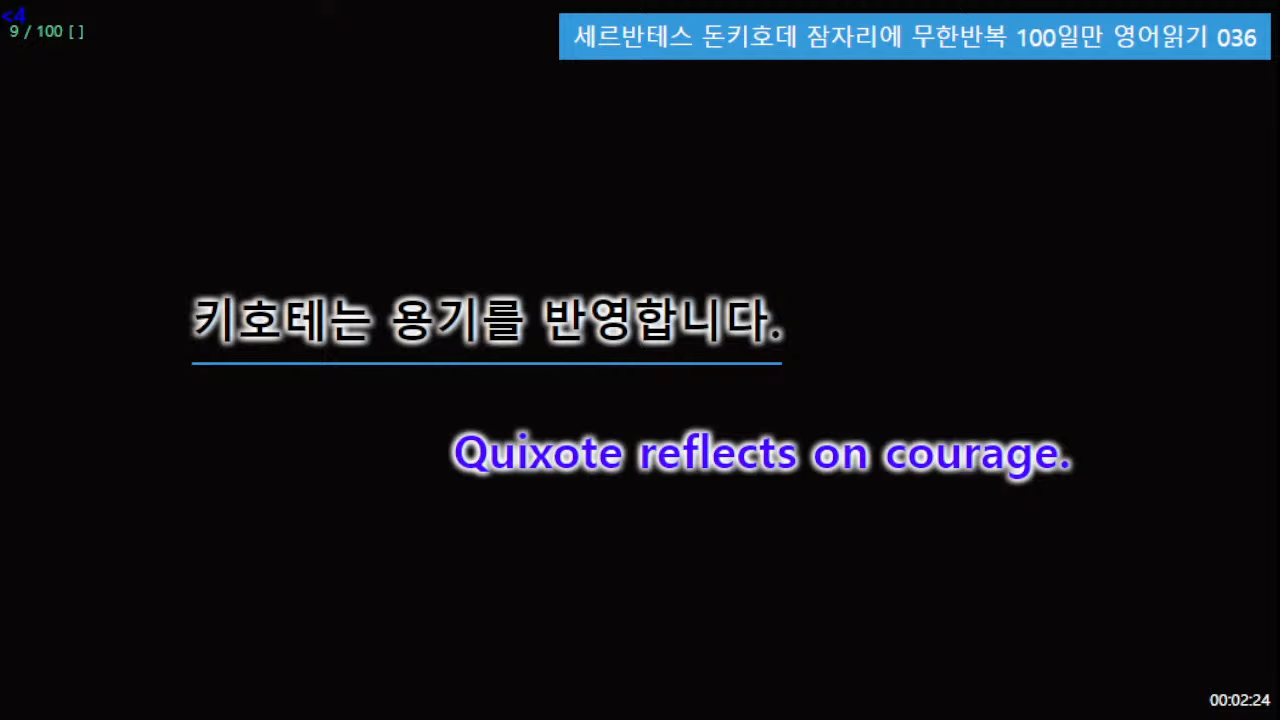 <4
9 / 100 [ ]
세르반테스 돈키호데 잠자리에 무한반복 100일만 영어읽기 036
키호테는 용기를 반영합니다.
Quixote reflects on courage.
00:02:24